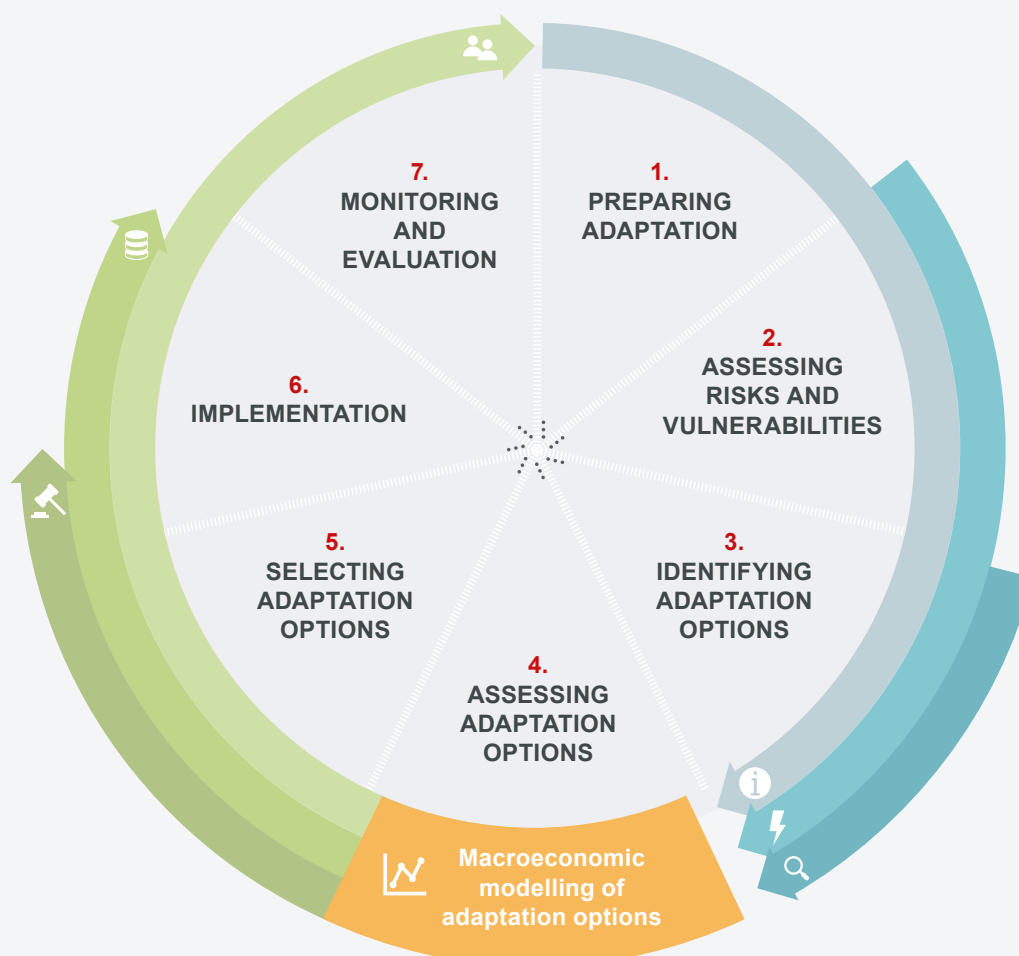 1.
PREPARING
ADAPTATION
2.
ASSESSING
RISKS AND
VULNERABILITIES
3.
IDENTIFYING
ADAPTATION
OPTIONS
4.
ASSESSING
ADAPTATION
OPTIONS
5.
SELECTING
ADAPTATION
OPTIONS
6.
IMPLEMENTATION
7.
MONITORING
AND
EVALUATION
Macroeconomic
modelling of
adaptation options